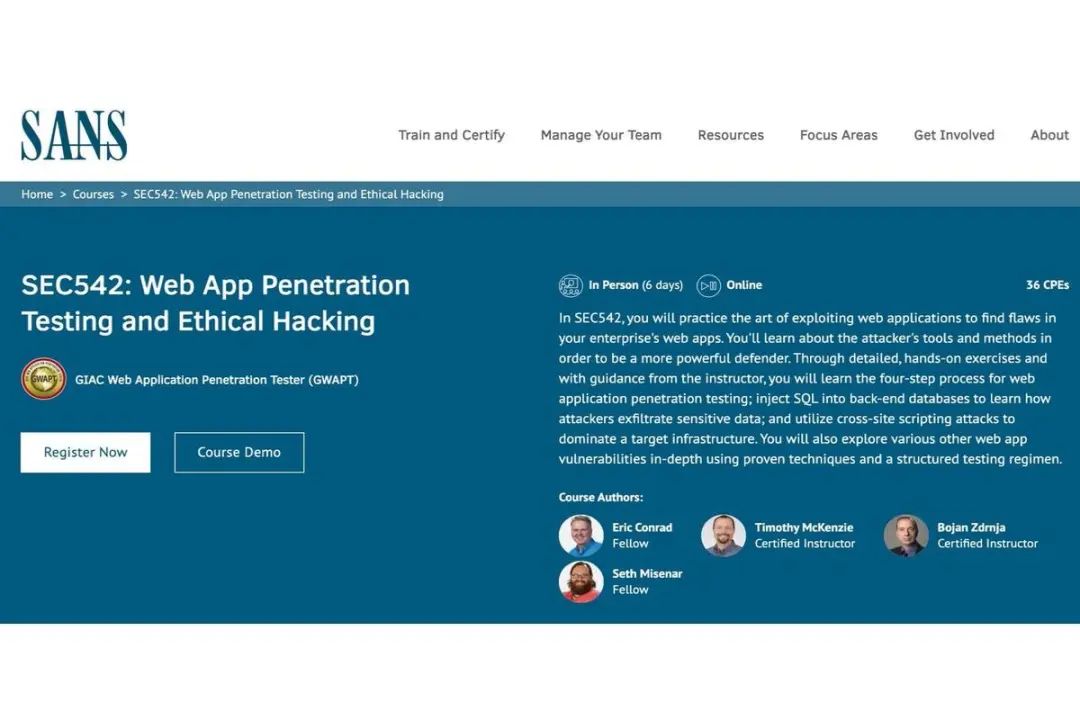 SANS
Train and Certify
Manage Your Team
Resources
Focus Areas
Get Involved
About
Home > Courses > SEC542: Web App Penetration Testing and Ethical Hacking
SEC542: Web App Penetration
Testing and Ethical Hacking
GWAPT
GIAC Web Application Penetration Tester (GWAPT)
Register Now
Course Demo
In Person (6 days)
Online
36 CPEs
In SEC542, you will practice the art of exploiting web applications to find flaws in
your enterprise's web apps. You'll learn about the attacker's tools and methods in
order to be a more powerful defender. Through detailed, hands-on exercises and
with guidance from the instructor, you will learn the four-step process for web
application penetration testing; inject SQL into back-end databases to learn how
attackers exfiltrate sensitive data; and utilize cross-site scripting attacks to
dominate a target infrastructure. You will also explore various other web app
vulnerabilities in-depth using proven techniques and a structured testing regimen.
Course Authors:
Eric Conrad
Fellow
Timothy McKenzie
Certified Instructor
Bojan Zdrnja
Certified Instructor
Seth Misenar
Fellow